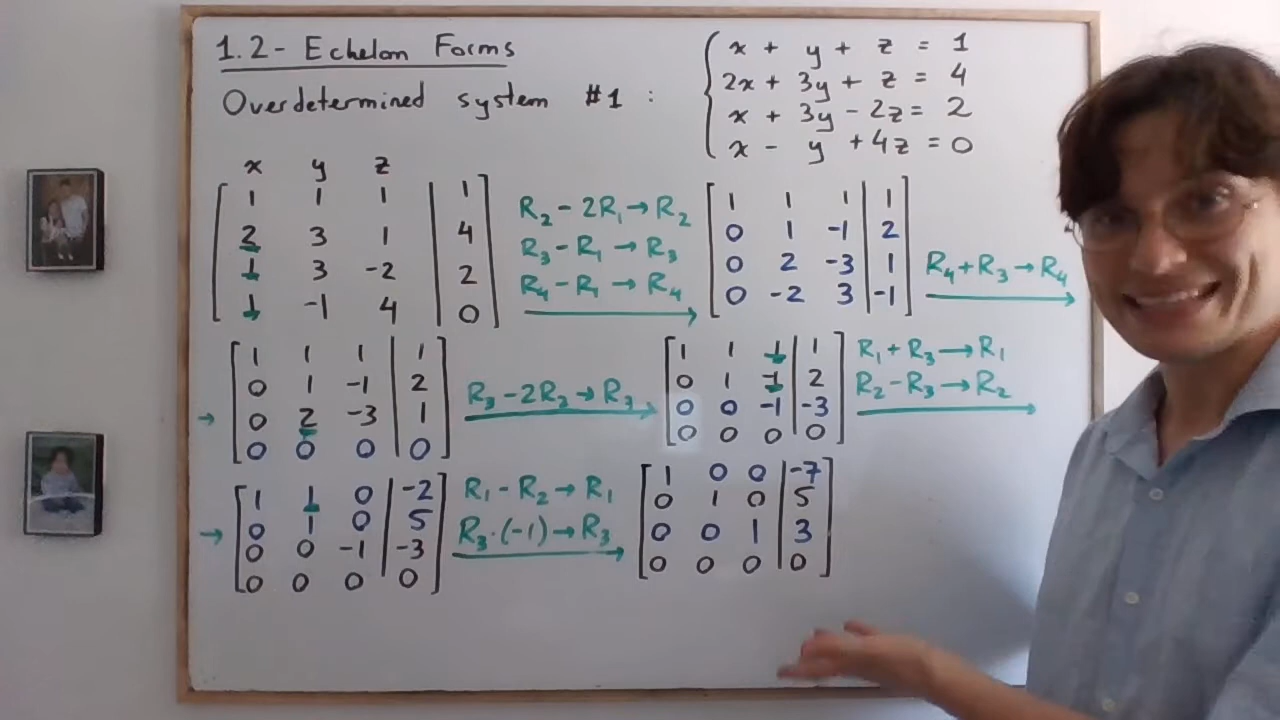 1.2 - Echelon Forms
Overdetermined system #1 :
x + y + z = 1
2x + 3y + z = 4
x + 3y - 2z = 2
x - y + 4z = 0
x y z
1 1 1 | 1
2 3 1 | 4
1 3 -2 | 2
1 -1 4 | 0
R₂ - 2R₁ → R₂
R₃ - R₁ → R₃
R₄ - R₁ → R₄
1 1 1 | 1
0 1 -1 | 2
0 2 -3 | 1
0 -2 3 | -1
R₄ + R₃ → R₄
→
1 1 1 | 1
0 1 -1 | 2
0 2 -3 | 1
0 0 0 | 0
R₃ - 2R₂ → R₃
1 1 1 | 1
0 1 -1 | 2
0 0 -1 | -3
0 0 0 | 0
R₁ + R₃ → R₁
R₂ - R₃ → R₂
→
1 1 0 | -2
0 1 0 | 5
0 0 -1 | -3
0 0 0 | 0
R₁ - R₂ → R₁
R₃ · (-1) → R₃
1 0 0 | -7
0 1 0 | 5
0 0 1 | 3
0 0 0 | 0